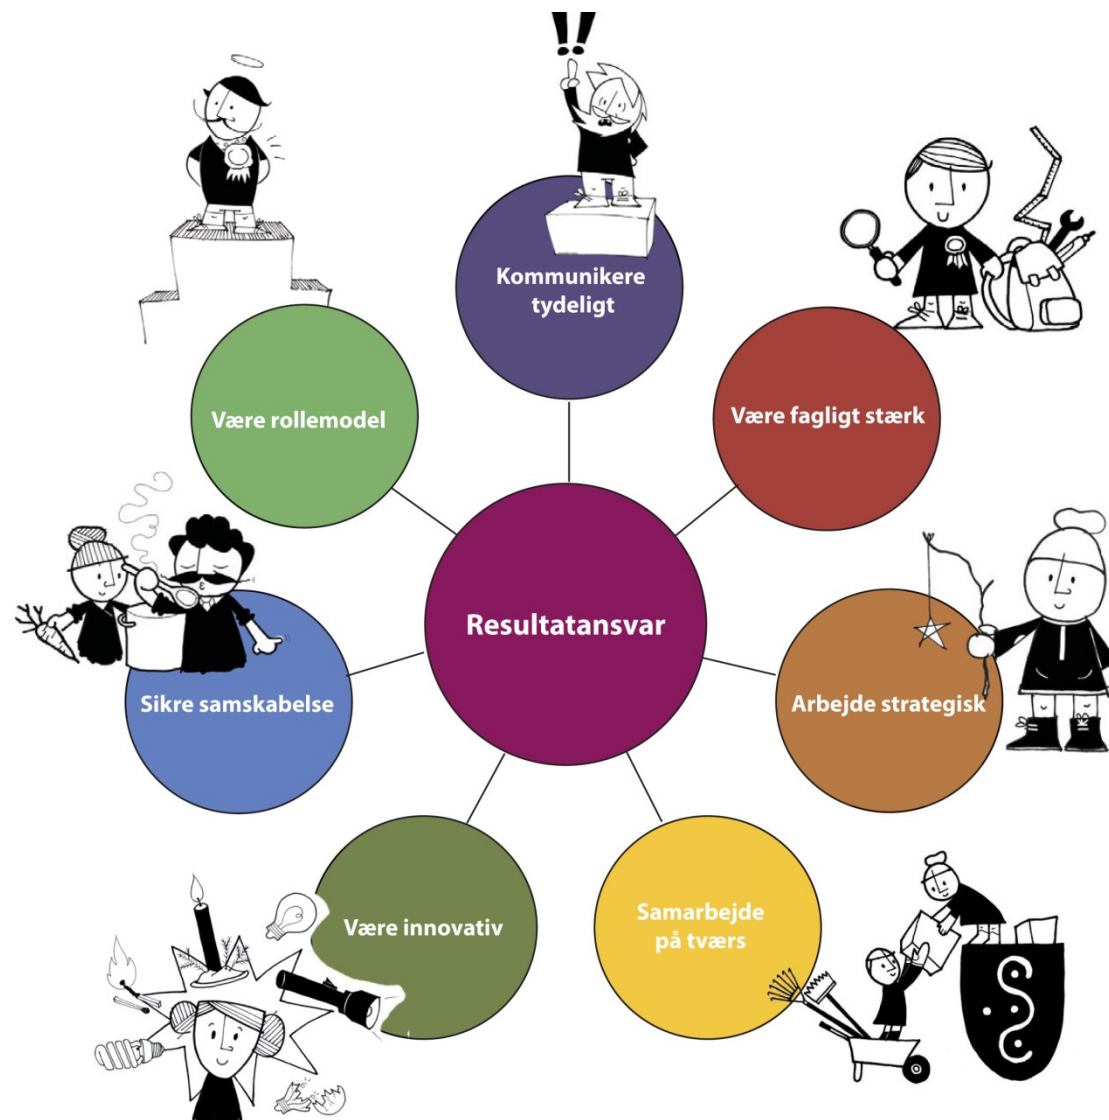 Kommunikere
tydeligt
Være rollemodel
Være fagligt stærk
Resultatansvar
Sikre samskabelse
Arbejde strategisk
Være innovativ
Samarbejde
på tværs